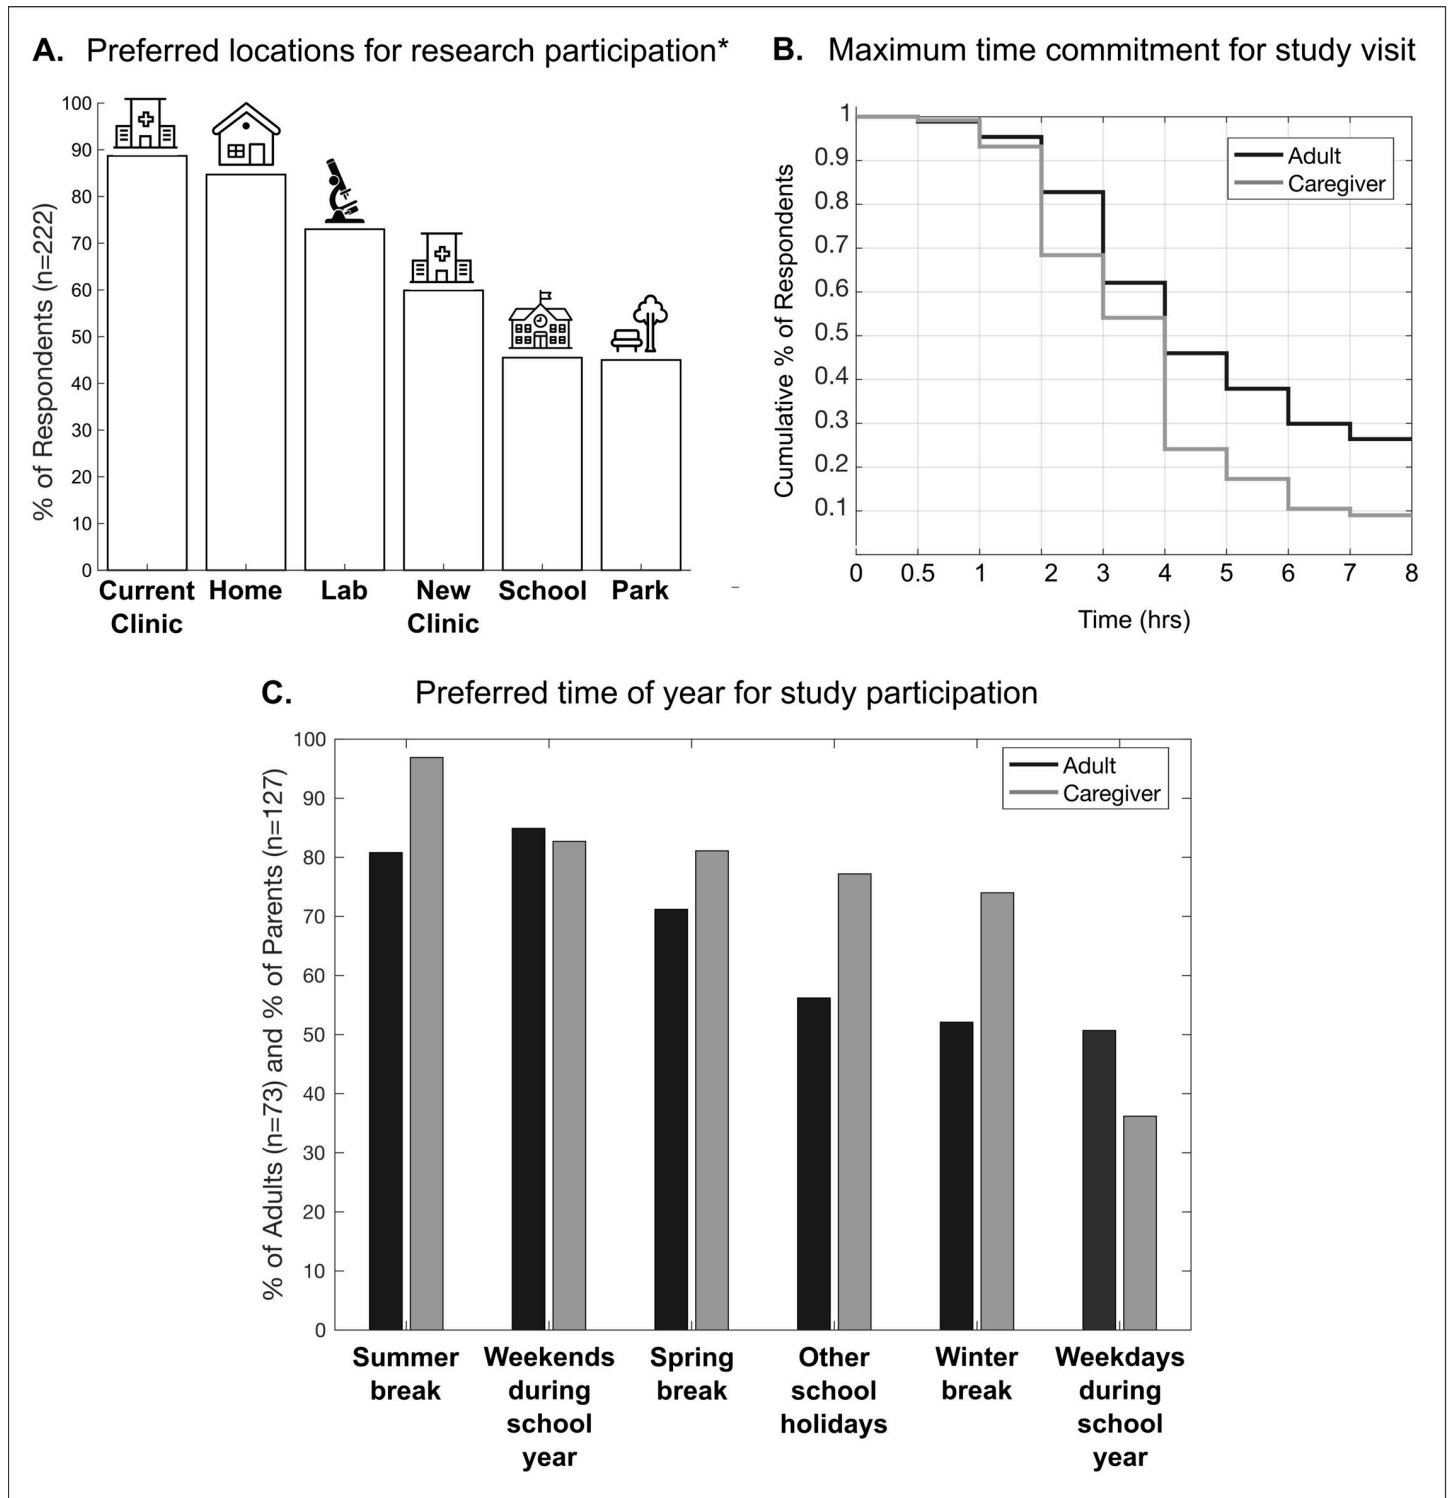 A. Preferred locations for research participation*
% of Respondents (n=222)
100
90
80
70
60
50
40
30
20
10
0
Current Clinic
Home
Lab
New Clinic
School
Park
B. Maximum time commitment for study visit
Cumulative % of Respondents
1
0.9
0.8
0.7
0.6
0.5
0.4
0.3
0.2
0.1
Adult
Caregiver
0 0.5 1 2 3 4 5 6 7 8
Time (hrs)
C. Preferred time of year for study participation
% of Adults (n=73) and % of Parents (n=127)
100
90
80
70
60
50
40
30
20
10
0
Adult
Caregiver
Summer break
Weekends during school year
Spring break
Other school holidays
Winter break
Weekdays during school year